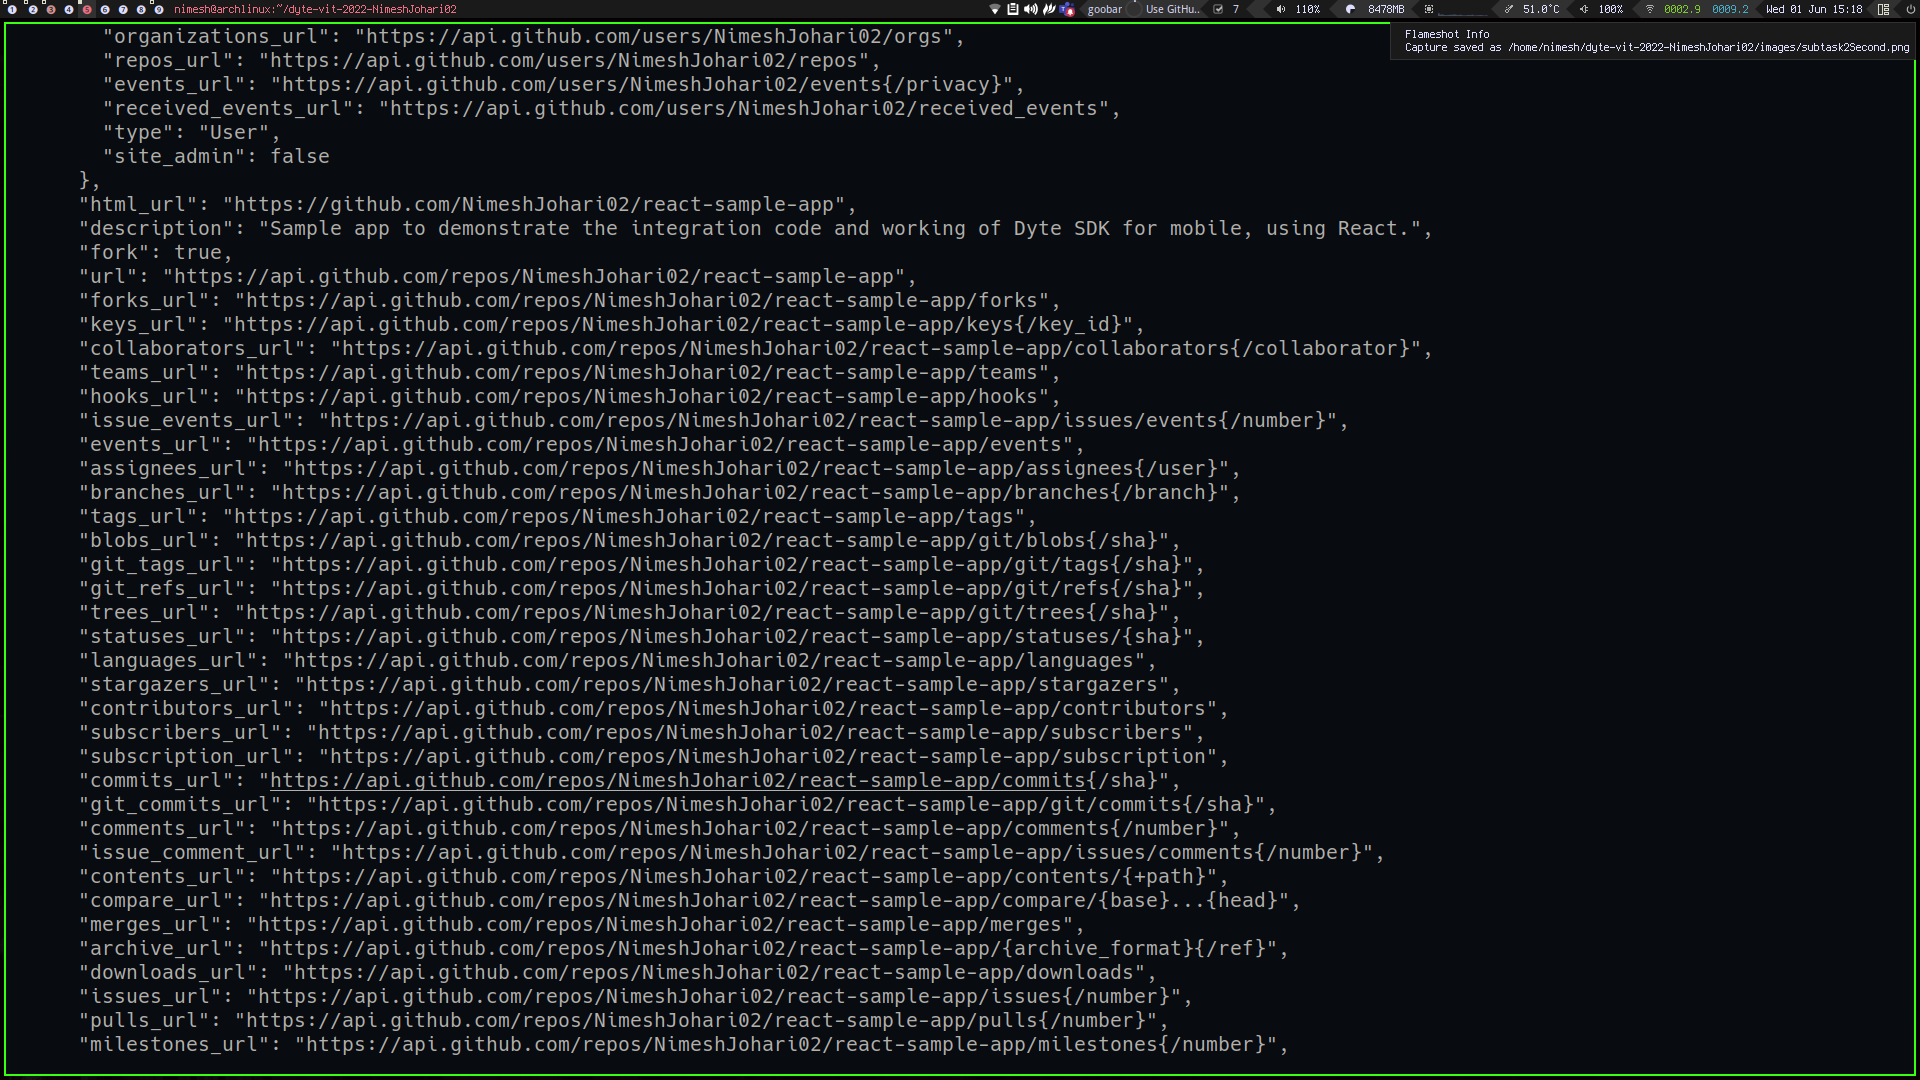 1 2 3 4 5 6 7 8 9 nimesh@archlinux:~/dyte-vit-2022-NimeshJohari02 goobar Use GitHu.. 7 110% 8478MB 51.0°C 100% 0002.9 0009.2 Wed 01 Jun 15:18
Flameshot Info
Capture saved as /home/nimesh/dyte-vit-2022-NimeshJohari02/images/subtask2Second.png
"organizations_url": "https://api.github.com/users/NimeshJohari02/orgs",
"repos_url": "https://api.github.com/users/NimeshJohari02/repos",
"events_url": "https://api.github.com/users/NimeshJohari02/events{/privacy}",
"received_events_url": "https://api.github.com/users/NimeshJohari02/received_events",
"type": "User",
"site_admin": false
},
"html_url": "https://github.com/NimeshJohari02/react-sample-app",
"description": "Sample app to demonstrate the integration code and working of Dyte SDK for mobile, using React.",
"fork": true,
"url": "https://api.github.com/repos/NimeshJohari02/react-sample-app",
"forks_url": "https://api.github.com/repos/NimeshJohari02/react-sample-app/forks",
"keys_url": "https://api.github.com/repos/NimeshJohari02/react-sample-app/keys{/key_id}",
"collaborators_url": "https://api.github.com/repos/NimeshJohari02/react-sample-app/collaborators{/collaborator}",
"teams_url": "https://api.github.com/repos/NimeshJohari02/react-sample-app/teams",
"hooks_url": "https://api.github.com/repos/NimeshJohari02/react-sample-app/hooks",
"issue_events_url": "https://api.github.com/repos/NimeshJohari02/react-sample-app/issues/events{/number}",
"events_url": "https://api.github.com/repos/NimeshJohari02/react-sample-app/events",
"assignees_url": "https://api.github.com/repos/NimeshJohari02/react-sample-app/assignees{/user}",
"branches_url": "https://api.github.com/repos/NimeshJohari02/react-sample-app/branches{/branch}",
"tags_url": "https://api.github.com/repos/NimeshJohari02/react-sample-app/tags",
"blobs_url": "https://api.github.com/repos/NimeshJohari02/react-sample-app/git/blobs{/sha}",
"git_tags_url": "https://api.github.com/repos/NimeshJohari02/react-sample-app/git/tags{/sha}",
"git_refs_url": "https://api.github.com/repos/NimeshJohari02/react-sample-app/git/refs{/sha}",
"trees_url": "https://api.github.com/repos/NimeshJohari02/react-sample-app/git/trees{/sha}",
"statuses_url": "https://api.github.com/repos/NimeshJohari02/react-sample-app/statuses/{sha}",
"languages_url": "https://api.github.com/repos/NimeshJohari02/react-sample-app/languages",
"stargazers_url": "https://api.github.com/repos/NimeshJohari02/react-sample-app/stargazers",
"contributors_url": "https://api.github.com/repos/NimeshJohari02/react-sample-app/contributors",
"subscribers_url": "https://api.github.com/repos/NimeshJohari02/react-sample-app/subscribers",
"subscription_url": "https://api.github.com/repos/NimeshJohari02/react-sample-app/subscription",
"commits_url": "https://api.github.com/repos/NimeshJohari02/react-sample-app/commits{/sha}",
"git_commits_url": "https://api.github.com/repos/NimeshJohari02/react-sample-app/git/commits{/sha}",
"comments_url": "https://api.github.com/repos/NimeshJohari02/react-sample-app/comments{/number}",
"issue_comment_url": "https://api.github.com/repos/NimeshJohari02/react-sample-app/issues/comments{/number}",
"contents_url": "https://api.github.com/repos/NimeshJohari02/react-sample-app/contents/{+path}",
"compare_url": "https://api.github.com/repos/NimeshJohari02/react-sample-app/compare/{base}...{head}",
"merges_url": "https://api.github.com/repos/NimeshJohari02/react-sample-app/merges",
"archive_url": "https://api.github.com/repos/NimeshJohari02/react-sample-app/{archive_format}{/ref}",
"downloads_url": "https://api.github.com/repos/NimeshJohari02/react-sample-app/downloads",
"issues_url": "https://api.github.com/repos/NimeshJohari02/react-sample-app/issues{/number}",
"pulls_url": "https://api.github.com/repos/NimeshJohari02/react-sample-app/pulls{/number}",
"milestones_url": "https://api.github.com/repos/NimeshJohari02/react-sample-app/milestones{/number}",